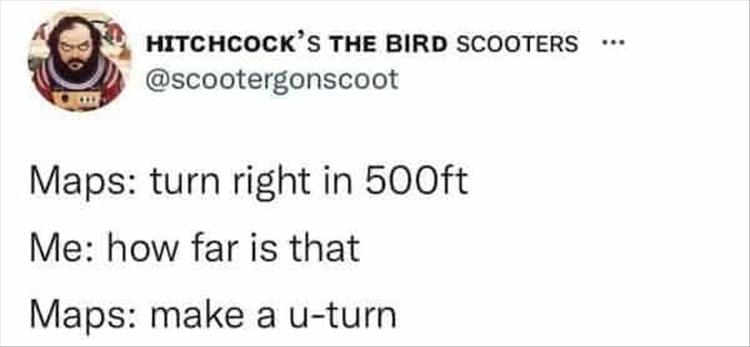 HITCHCOCK’S THE BIRD SCOOTERS ...
@scootergonscoot
Maps: turn right in 500ft
Me: how far is that
Maps: make a u-turn